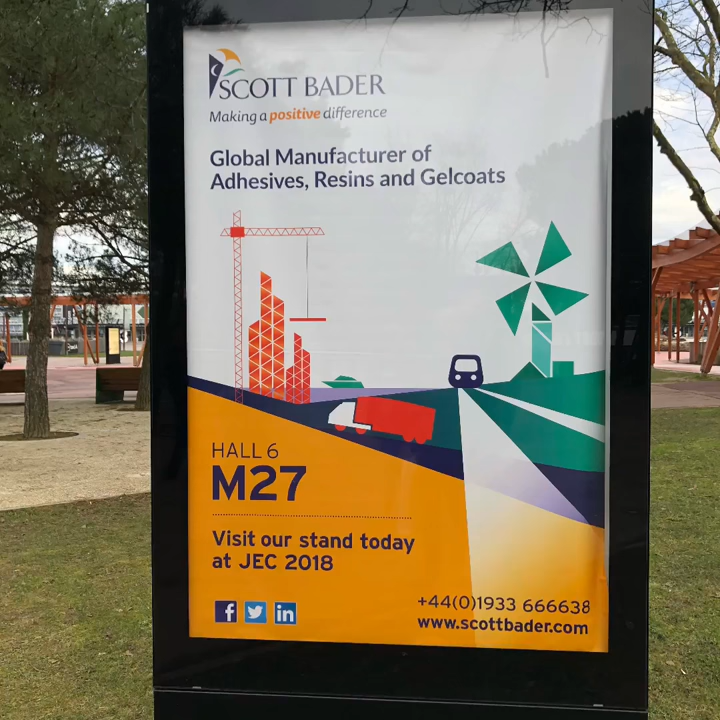 SCOTT BADER
Making a positive difference
Global Manufacturer of
Adhesives, Resins and Gelcoats
HALL 6
M27
Visit our stand today
at JEC 2018
f in
+44(0)1933 666638
www.scottbader.com